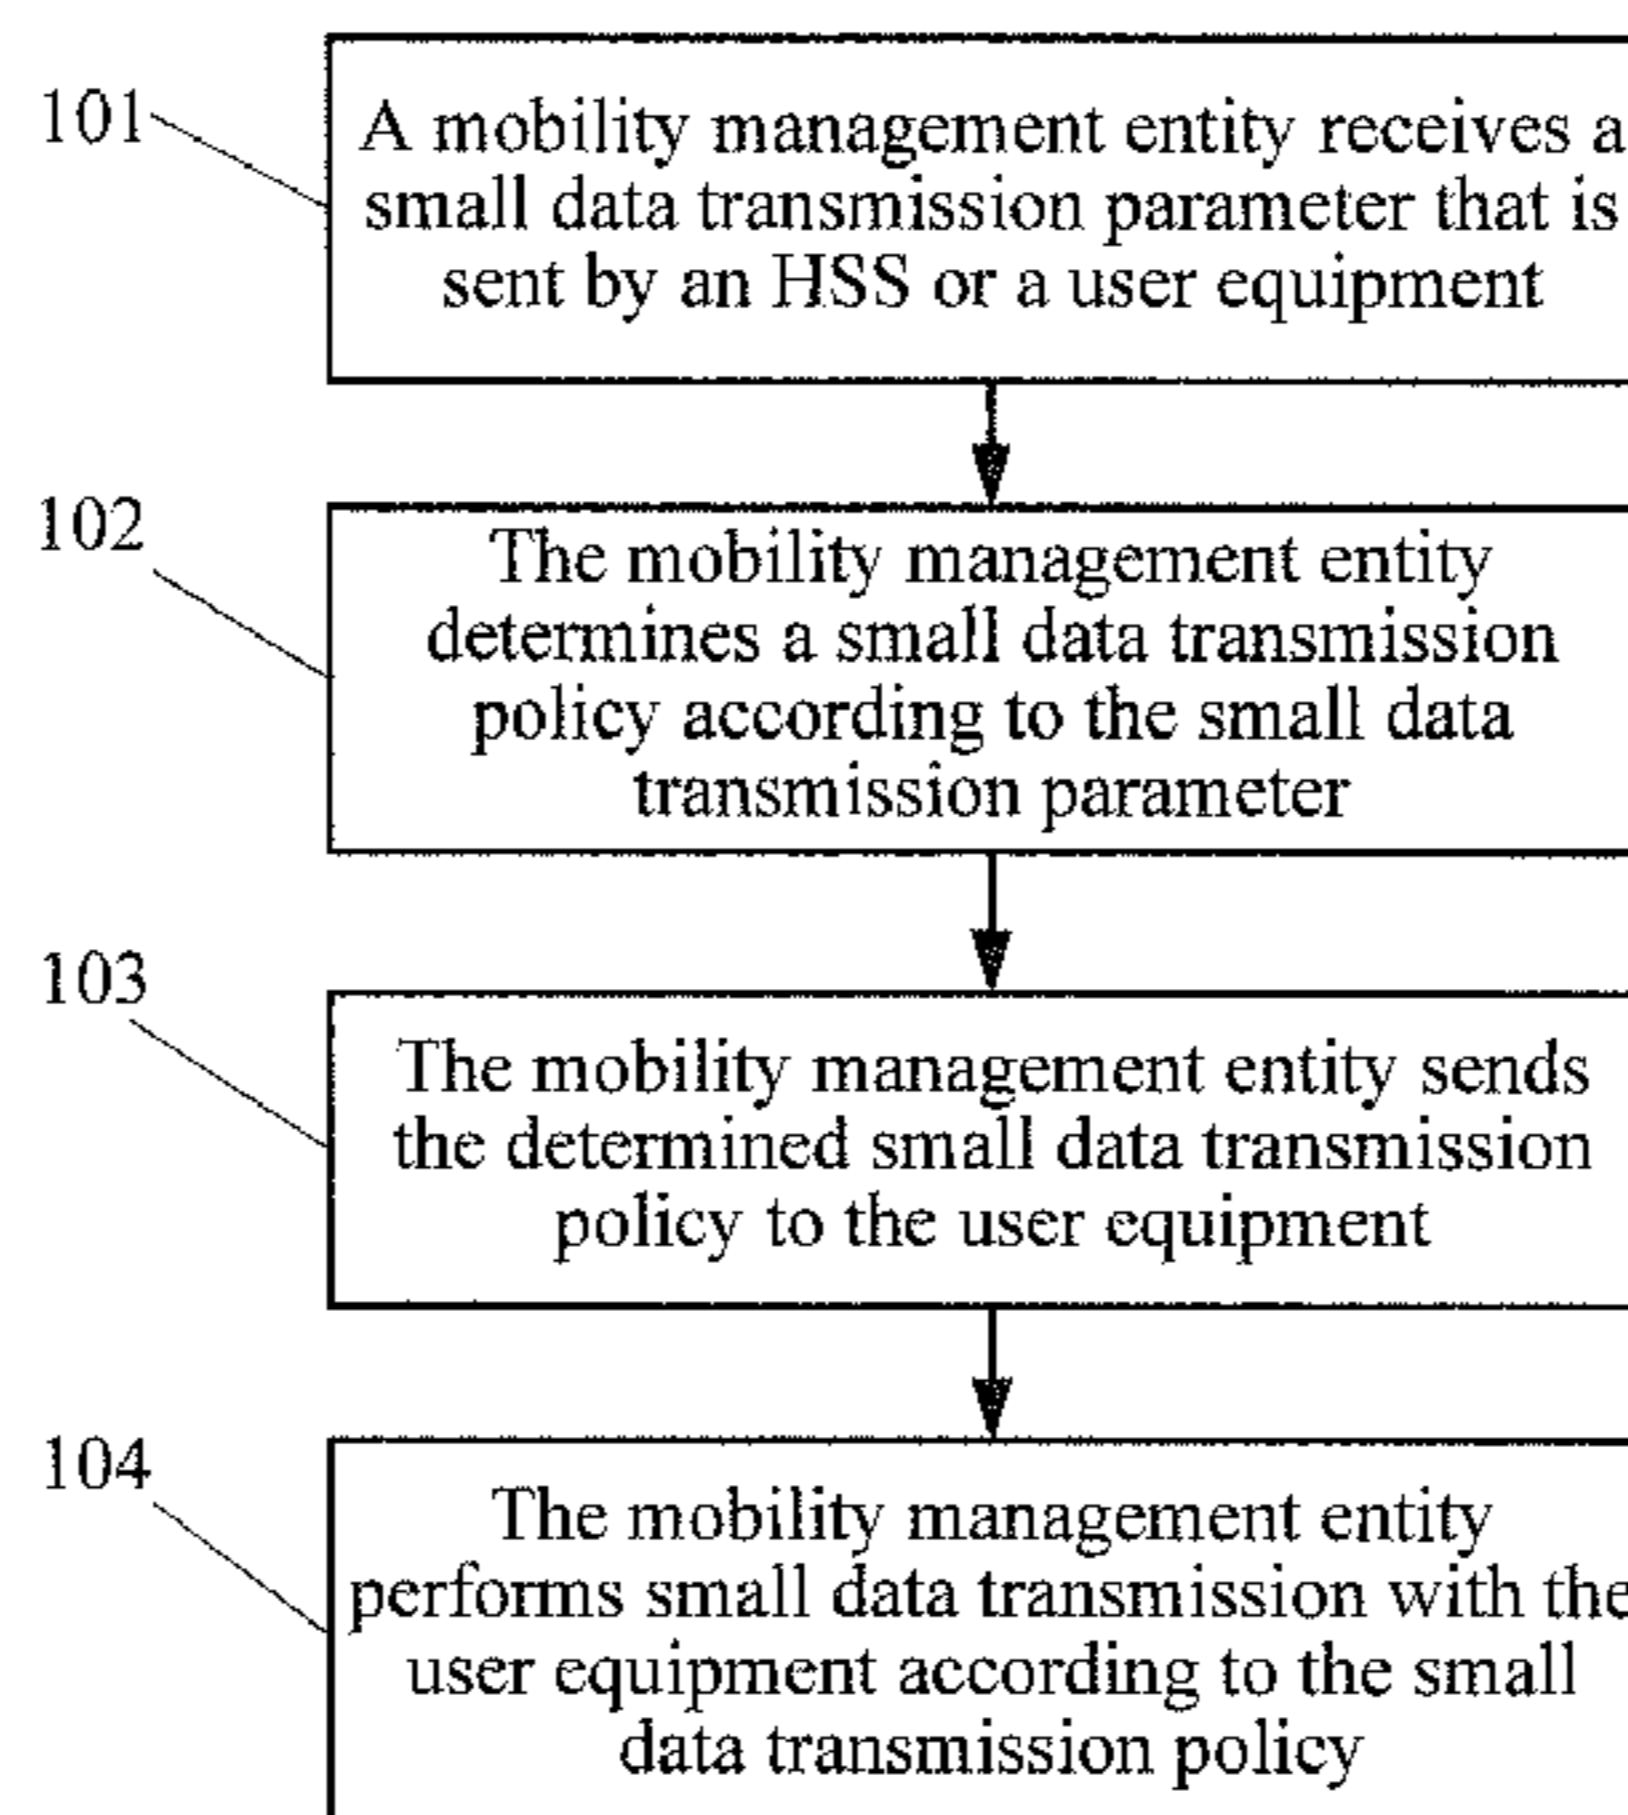 101
A mobility management entity receives a
small data transmission parameter that is
sent by an HSS or a user equipment
102
The mobility management entity
determines a small data transmission
policy according to the small data
transmission parameter
103
The mobility management entity sends
the determined small data transmission
policy to the user equipment
104
The mobility management entity
performs small data transmission with the
user equipment according to the small
data transmission policy